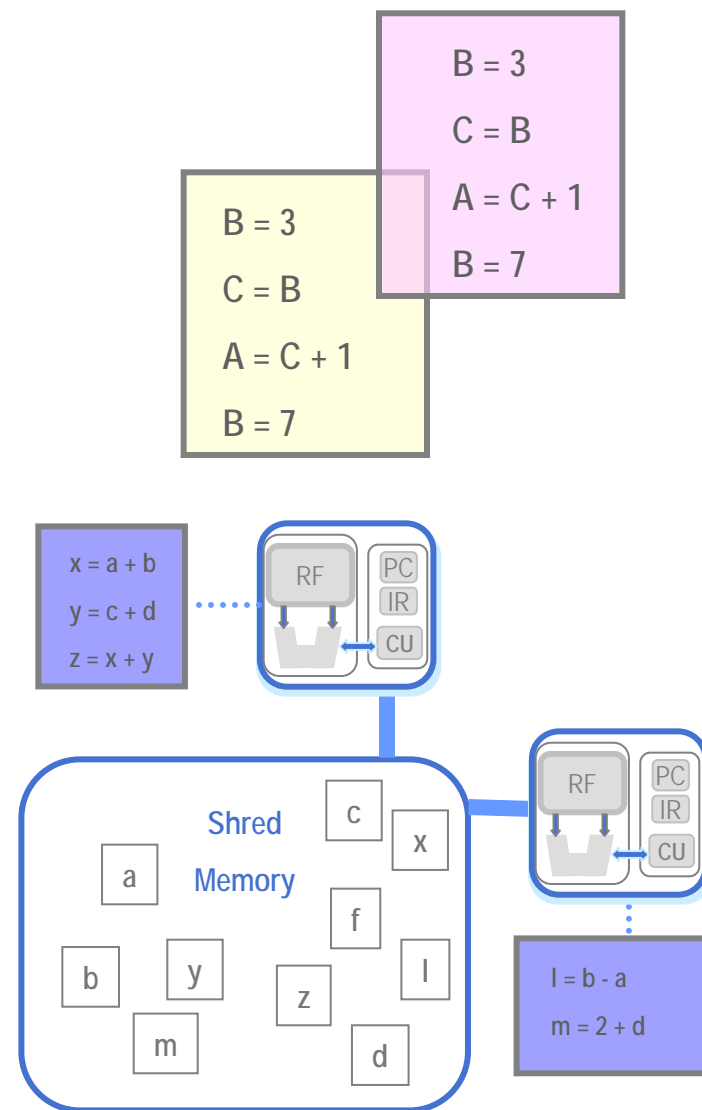 B = 3
C = B
A = C + 1
B = 7
B = 3
C = B
A = C + 1
B = 7
x = a + b
y = c + d
z = x + y
RF
PC
IR
CU
Shred
Memory
c
x
a
f
b
y
z
l
m
d
RF
PC
IR
CU
l = b - a
m = 2 + d